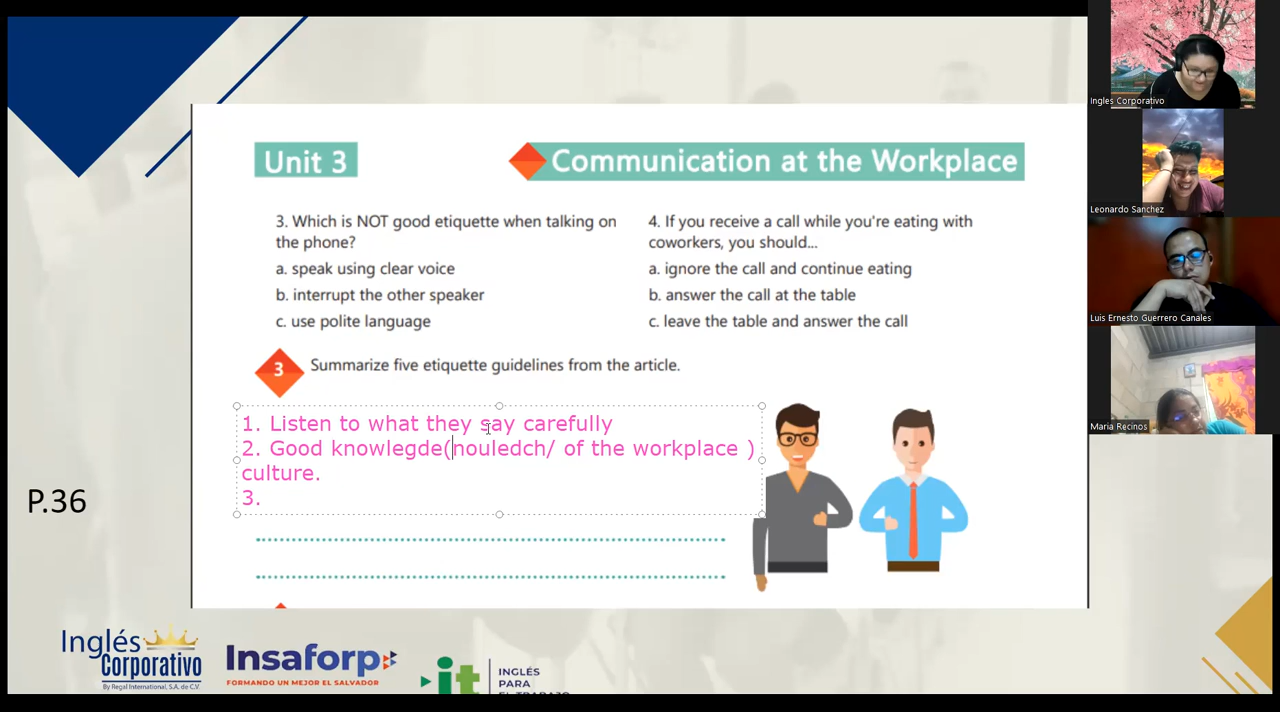 Unit 3
Communication at the Workplace
3. Which is NOT good etiquette when talking on
the phone?
a. speak using clear voice
b. interrupt the other speaker
c. use polite language
4. If you receive a call while you're eating with
coworkers, you should...
a. ignore the call and continue eating
b. answer the call at the table
c. leave the table and answer the call
3
Summarize five etiquette guidelines from the article.
1. Listen to what they say carefully
2. Good knowlegde(nouledch/ of the workplace )
culture.
3.
P.36
Inglés
Corporativo
By Regal International, S.A. de C.V.
Insaforp
FORMANDO UN MEJOR EL SALVADOR
it
INGLÉS
PARA
EL TRABAJO
Ingles Corporativo
Leonardo Sanchez
Luis Ernesto Guerrero Canales
Maria Recinos